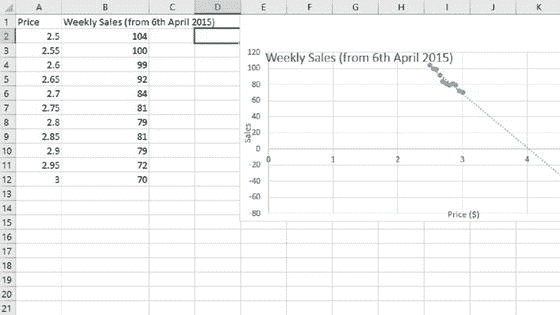 A B C D E F G H I J K
1 Price Weekly Sales (from 6th April 2015)
2 2.5 104
3 2.55 100
4 2.6 99
5 2.65 92
6 2.7 84
7 2.75 81
8 2.8 79
9 2.85 81
10 2.9 79
11 2.95 72
12 3 70
13
14
15
16
17
18
19
20
21
Weekly Sales (from 6th April 2015)
120
100
80
60
40
20
0
-20
-40
-60
-80
Sales
0 1 2 3 4
Price ($)